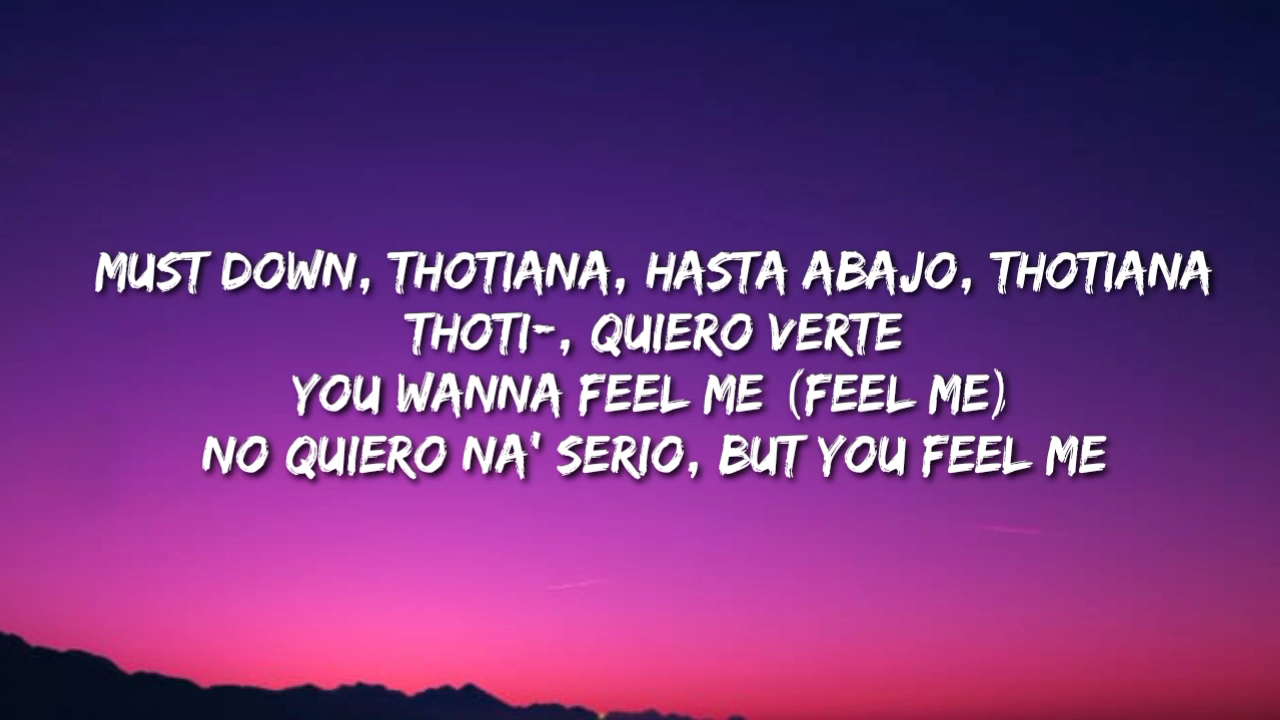 MUST DOWN, THOTIANA, HASTA ABAJO, THOTIANA
THOTI-, QUIERO VERTE
YOU WANNA FEEL ME (FEEL ME)
NO QUIERO NA' SERIO, BUT YOU FEEL ME